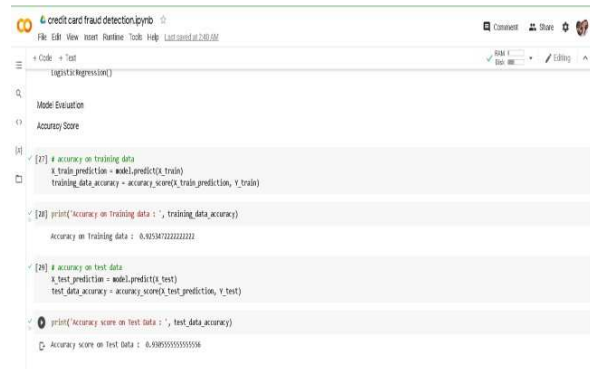 credit card fraud detection.ipynb
Comment Share
File Edit View Insert Runtime Tools Help Last saved at 2:40 AM
+ Code + Text
RAM
Disk
Editing
LogisticRegression()
Model Evaluation
Accuracy Score
[27] # accuracy on training data
X_train_prediction = model.predict(X_train)
training_data_accuracy = accuracy_score(X_train_prediction, Y_train)
[28] print('Accuracy on Training data : ', training_data_accuracy)
Accuracy on Training data : 0.9253472222222222
[29] # accuracy on test data
X_test_prediction = model.predict(X_test)
test_data_accuracy = accuracy_score(X_test_prediction, Y_test)
print('Accuracy score on Test Data : ', test_data_accuracy)
Accuracy score on Test Data : 0.9305555555555556